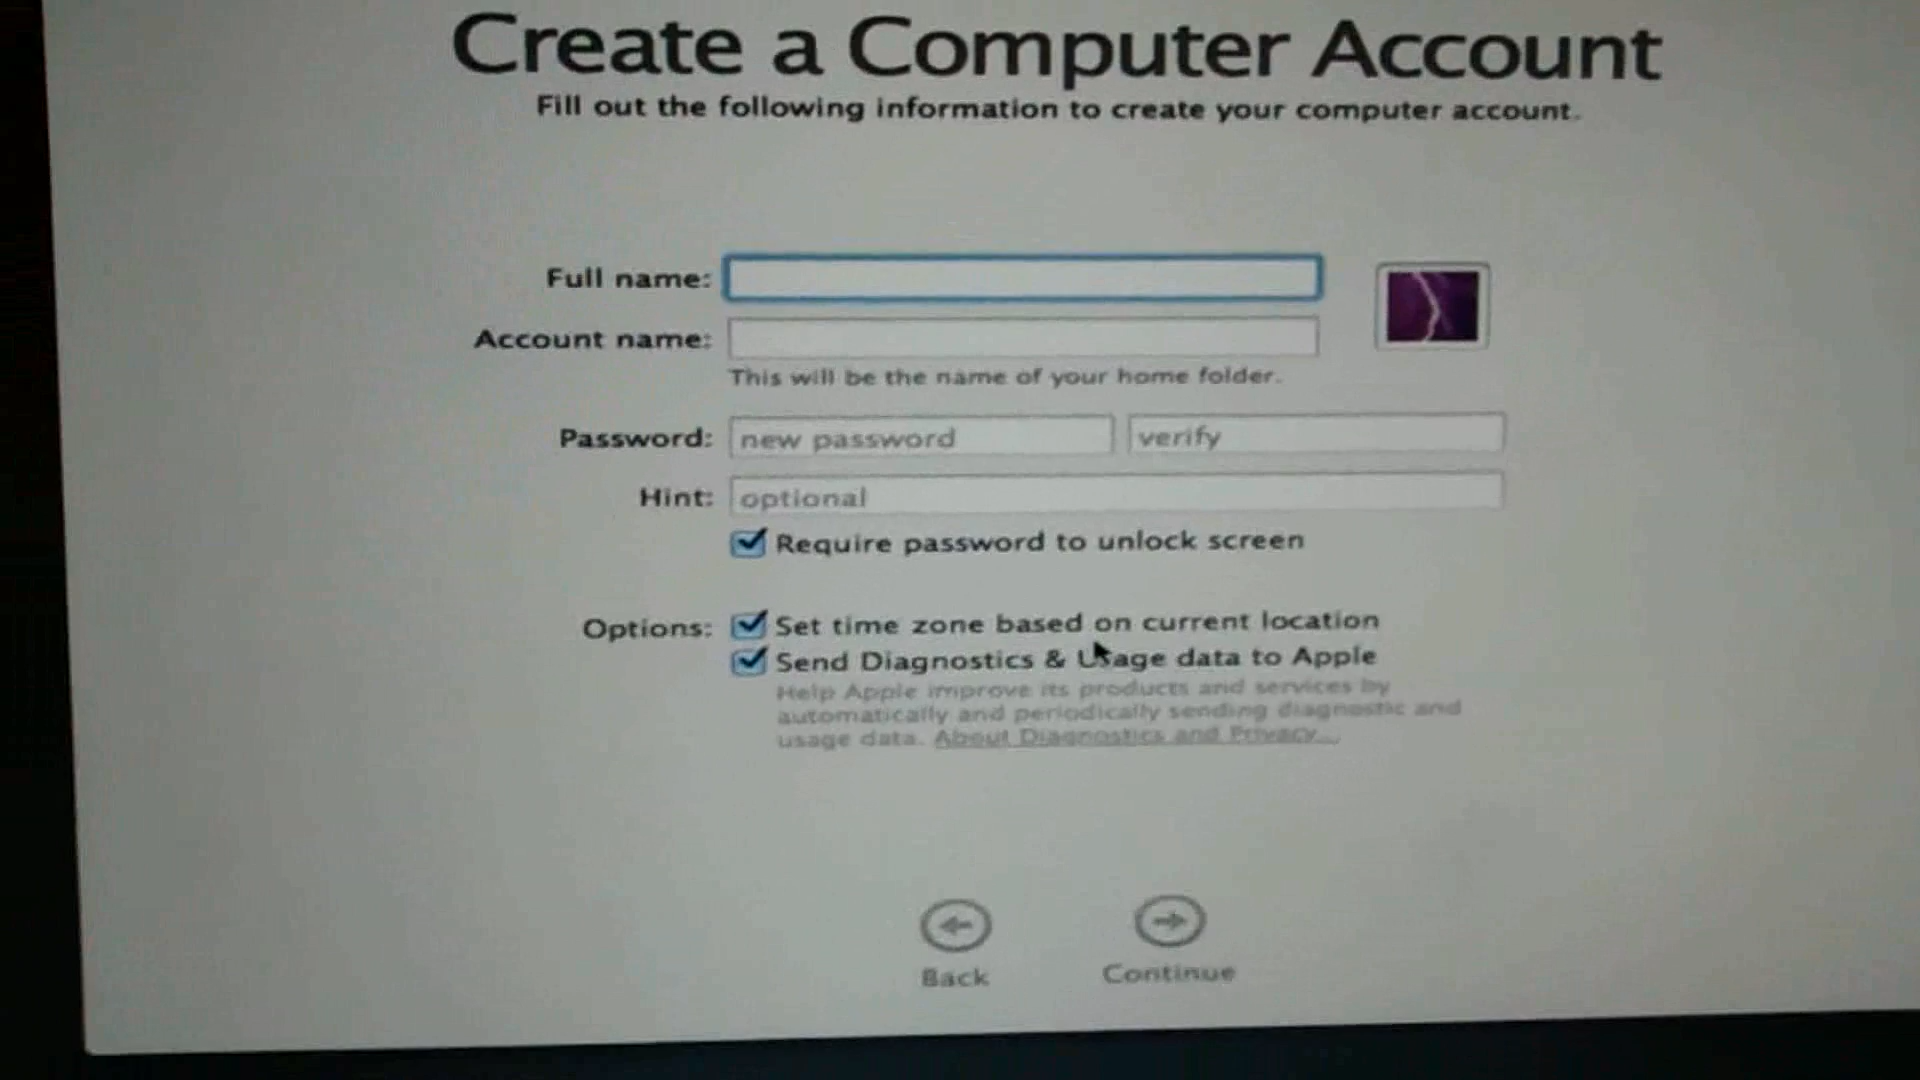 Create a Computer Account
Fill out the following information to create your computer account.
Full name:
Account name:
This will be the name of your home folder.
Password: new password verify
Hint: optional
Require password to unlock screen
Options: Set time zone based on current location
Send Diagnostics & Usage data to Apple
Help Apple improve its products and services by
automatically and periodically sending diagnostic and
usage data. About Diagnostics and Privacy...
Back Continue